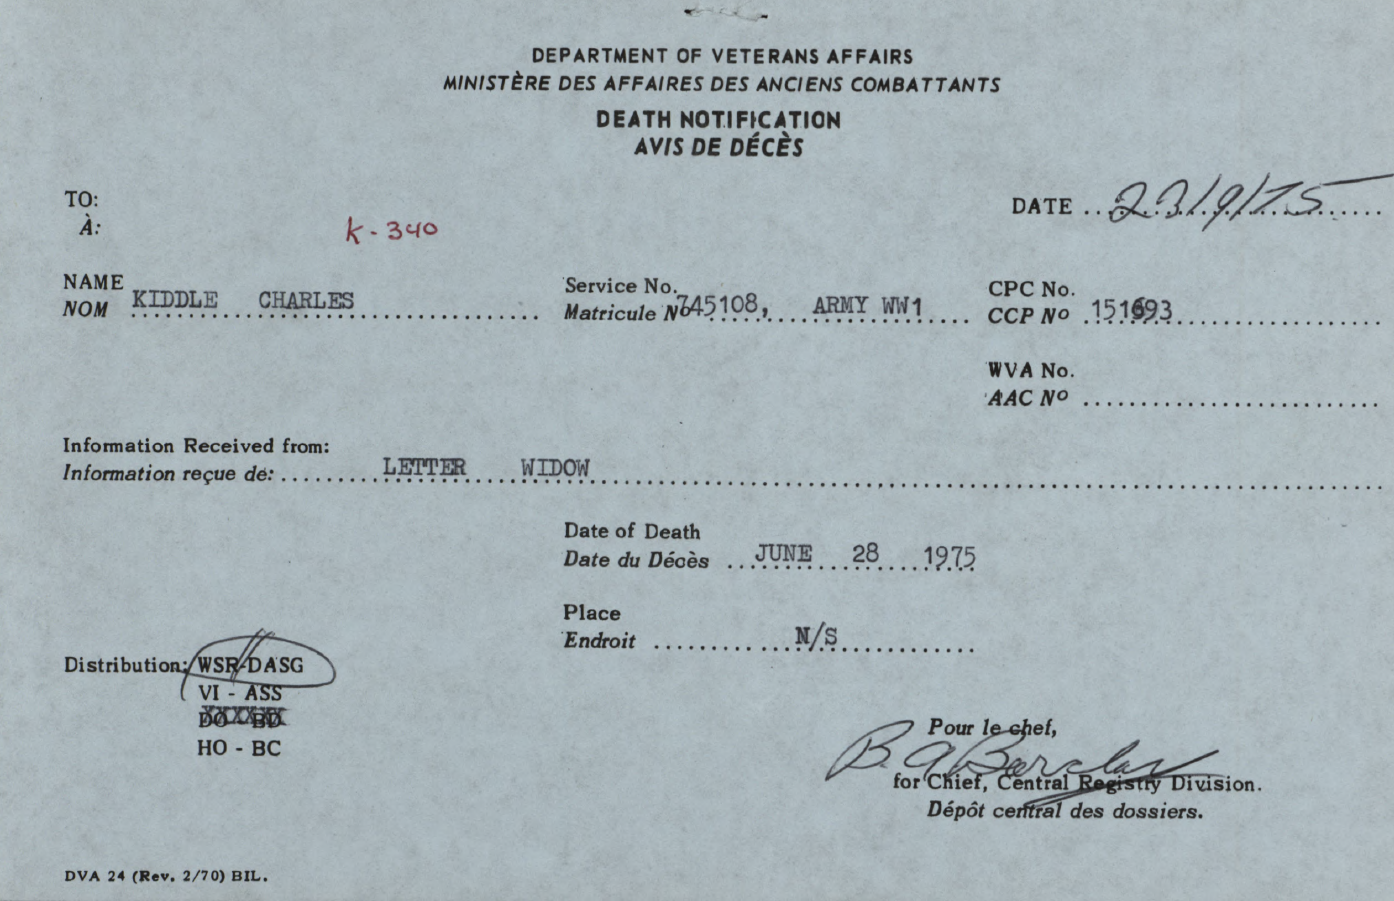 DEPARTMENT OF VETERANS AFFAIRS
MINISTÈRE DES AFFAIRES DES ANCIENS COMBATTANTS
DEATH NOTIFICATION
AVIS DE DÉCÈS
TO:
À:
K-340
DATE 23/9/75
NAME
NOM KIDDLE CHARLES
Service No.
Matricule Nº 745108, ARMY WW1
CPC No.
CCP Nº 151693
WVA No.
AAC Nº
Information Received from:
Information reçue de: LETTER WIDOW
Date of Death
Date du Décès JUNE 28 1975
Place
Endroit N/S
Distribution: WSR-DASG
VI - ASS
DO - BD
HO - BC
Pour le chef,
B. A. Barclay
for Chief, Central Registry Division.
Dépôt central des dossiers.
DVA 24 (Rev. 2/70) BIL.